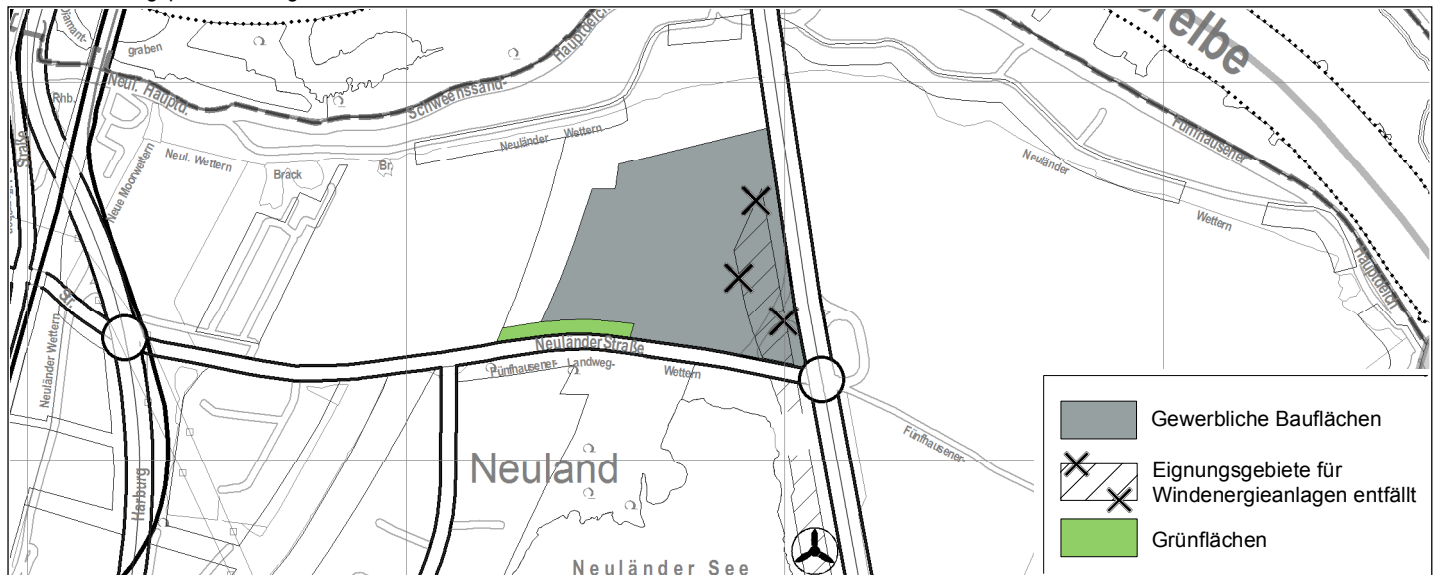 Diamant-
graben
Neul. Hauptd.
Schweenssand-
Hauptdeich
Rhb.
Straße
Neue Moorwettern
Neul. Wettern
Brack
Br.
Neuländer Wettern
Fünfhausener
Neuländer
Wettern
Hauptdeich
Str.
Neuländer Wettern
Neuländer Straße
Fünfhausener- Landweg-
Wettern
Fünfhausener-
Harburg
Neuland
Neuländer See
Gewerbliche Bauflächen
Eignungsgebiete für
Windenergieanlagen entfällt
Grünflächen